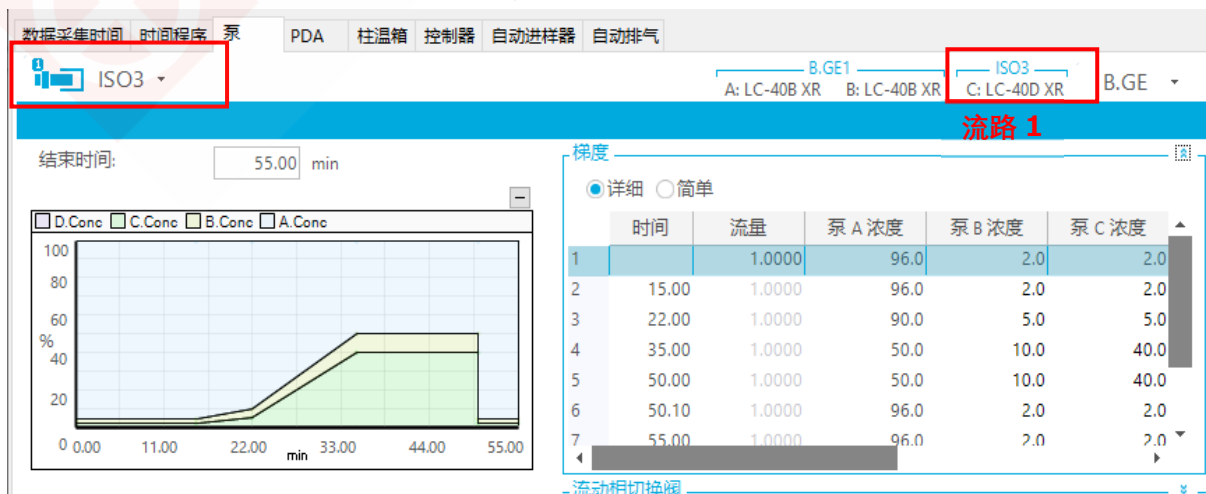 数据采集时间 时间程序 泵 PDA 柱温箱 控制器 自动进样器 自动排气
1 ISO3
B.GE1 ISO3
A: LC-40B XR B: LC-40B XR C: LC-40D XR B.GE
流路 1
结束时间: 55.00 min
D.Conc C.Conc B.Conc A.Conc
100
80
60
%
40
20
0 0.00 11.00 22.00 min 33.00 44.00 55.00
梯度
详细 简单
时间 流量 泵 A 浓度 泵 B 浓度 泵 C 浓度
1 1.0000 96.0 2.0 2.0
2 15.00 1.0000 96.0 2.0 2.0
3 22.00 1.0000 90.0 5.0 5.0
4 35.00 1.0000 50.0 10.0 40.0
5 50.00 1.0000 50.0 10.0 40.0
6 50.10 1.0000 96.0 2.0 2.0
7 55.00 1.0000 96.0 2.0 2.0
流动相切换阀